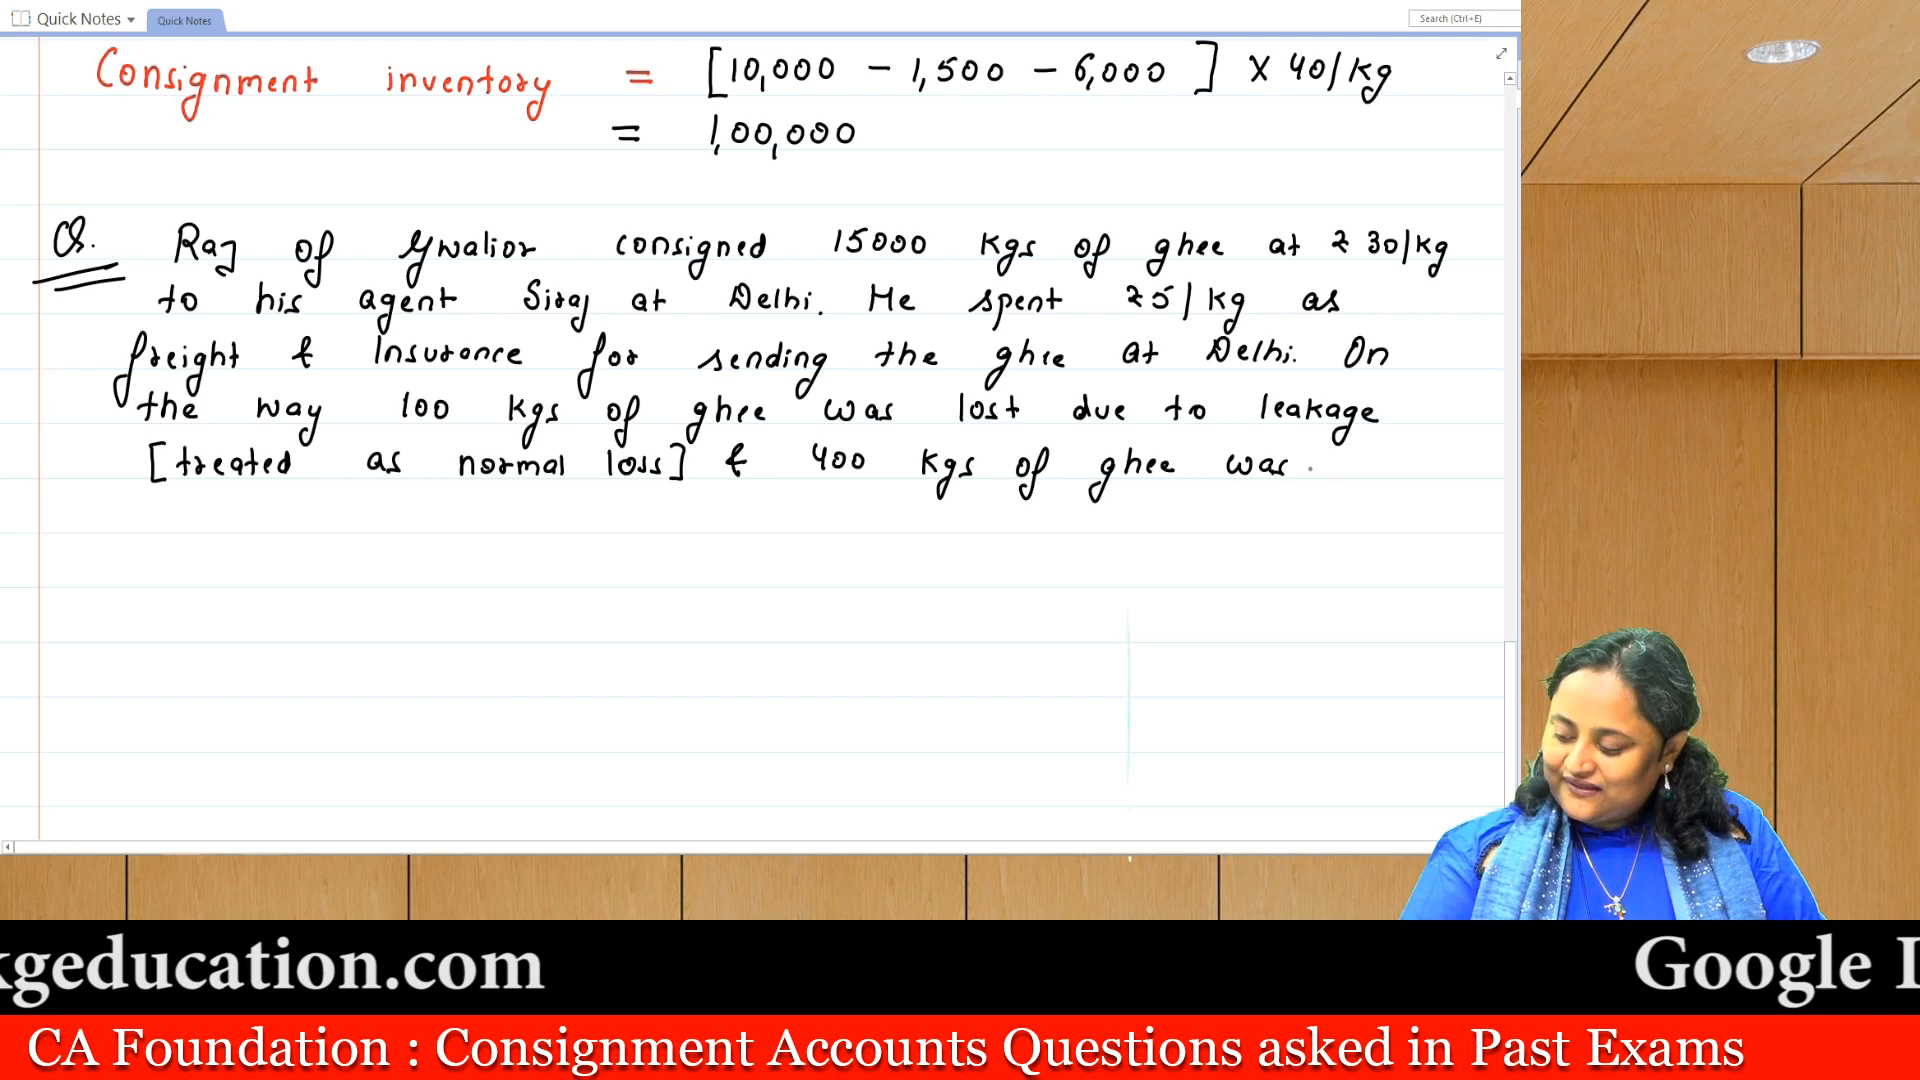 Quick Notes
Quick Notes
Search (Ctrl+E)
Consignment inventory = [10,000 - 1,500 - 6,000] × 40/kg
= 1,00,000
Q. Raj of Gwalior consigned 15000 kgs of ghee at ₹ 30/kg
to his agent Siraj at Delhi. He spent ₹5/kg as
freight & Insurance for sending the ghee at Delhi. On
the way 100 kgs of ghee was lost due to leakage
[treated as normal loss] & 400 kgs of ghee was
kgeducation.com
Google D
CA Foundation : Consignment Accounts Questions asked in Past Exams